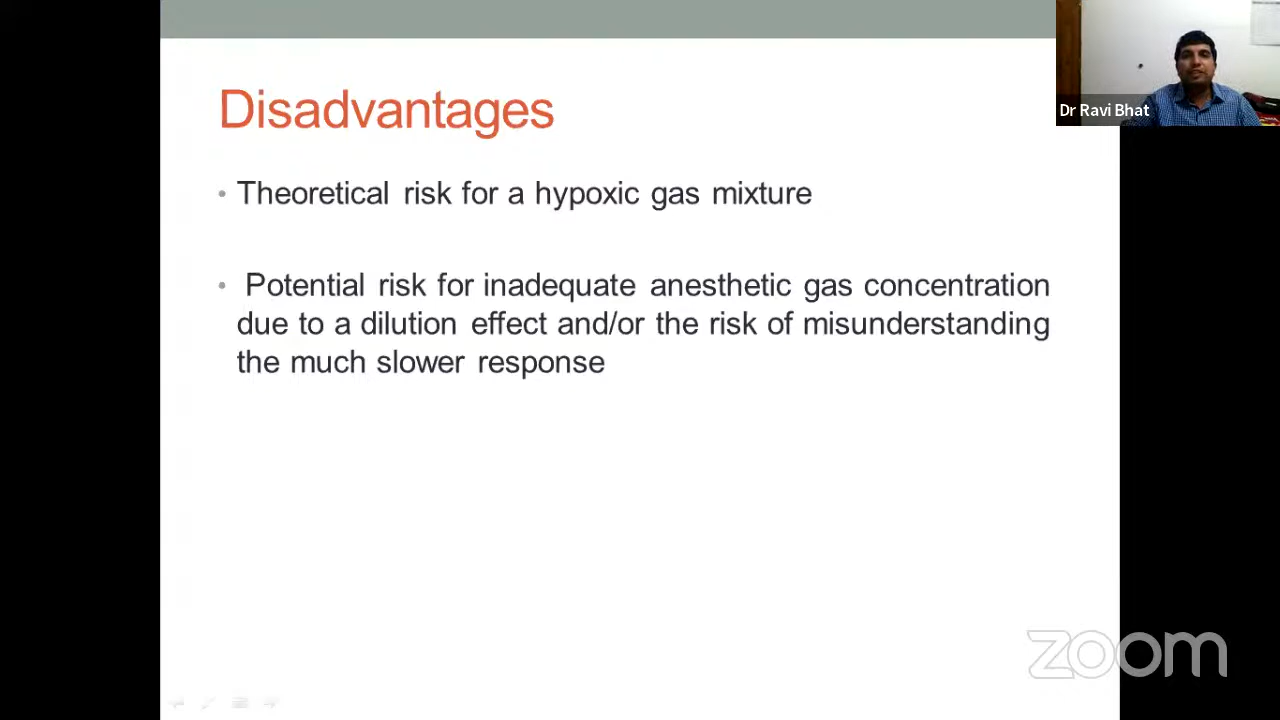 Disadvantages
Dr Ravi Bhat
• Theoretical risk for a hypoxic gas mixture
• Potential risk for inadequate anesthetic gas concentration
due to a dilution effect and/or the risk of misunderstanding
the much slower response
zoom